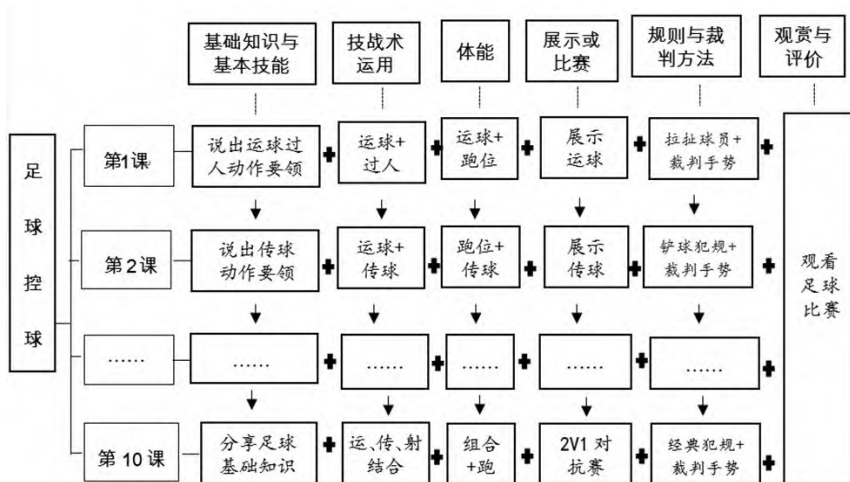 基础知识与
基本技能
技战术
运用
体能
展示或
比赛
规则与裁
判方法
观赏与
评价
足球控球
第1课
说出运球过
人动作要领
运球+
过人
运球+
跑位
展示
运球
拉扯球员+
裁判手势
第2课
说出传球
动作要领
运球+
传球
跑位+
传球
展示
传球
铲球犯规+
裁判手势
观看
足球
比赛
……
……
……
……
……
……
第10课
分享足球
基础知识
运、传、射
结合
组合
+跑
2V1对
抗赛
经典犯规+
裁判手势